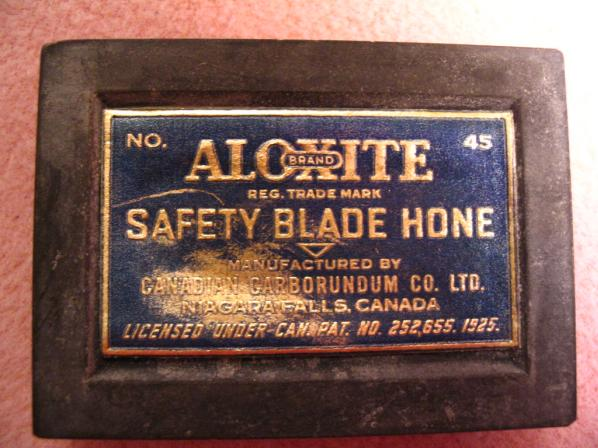 NO. 45
ALOXITE
BRAND
REG. TRADE MARK
SAFETY BLADE HONE
MANUFACTURED BY
CANADIAN CARBORUNDUM CO. LTD.
NIAGARA FALLS, CANADA
LICENSED UNDER CAN. PAT. NO. 252,655. 1925.